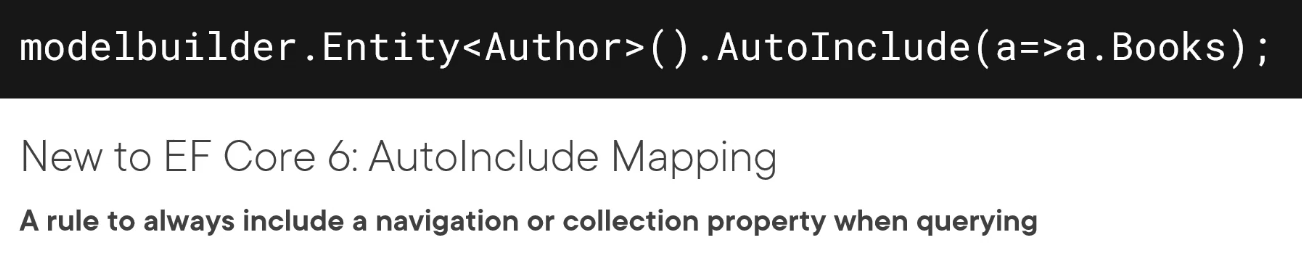 modelbuilder.Entity<Author>().AutoInclude(a=>a.Books);
New to EF Core 6: AutoInclude Mapping
A rule to always include a navigation or collection property when querying